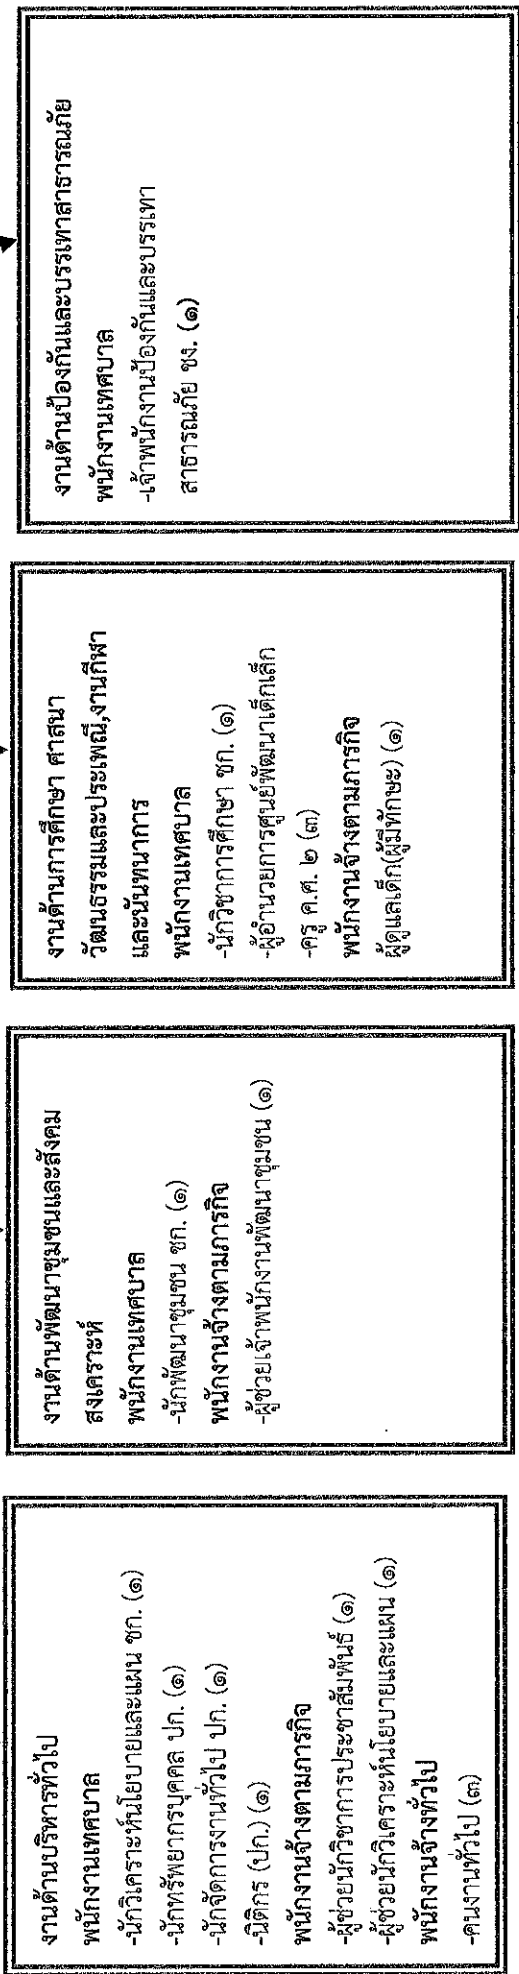 งานด้านบริหารทั่วไป
พนักงานเทศบาล
-นักวิเคราะห์นโยบายและแผน ชก. (๑)
-นักทรัพยากรบุคคล ปก. (๑)
-นักจัดการงานทั่วไป ปก. (๑)
-นิติกร (ปก.) (๑)
พนักงานจ้างตามภารกิจ
-ผู้ช่วยนักวิชาการประชาสัมพันธ์ (๑)
-ผู้ช่วยนักวิเคราะห์นโยบายและแผน (๑)
พนักงานจ้างทั่วไป
-คนงานทั่วไป (๓)
งานด้านพัฒนาชุมชนและสังคม
สงเคราะห์
พนักงานเทศบาล
-นักพัฒนาชุมชน ชก. (๑)
พนักงานจ้างตามภารกิจ
-ผู้ช่วยเจ้าพนักงานพัฒนาชุมชน (๑)
งานด้านการศึกษา ศาสนา
วัฒนธรรมและประเพณี,งานกีฬา
และนันทนาการ
พนักงานเทศบาล
-นักวิชาการศึกษา ชก. (๑)
-ผู้อำนวยการศูนย์พัฒนาเด็กเล็ก
-ครู ค.ศ. ๒ (๓)
พนักงานจ้างตามภารกิจ
ผู้ดูแลเด็ก(ผู้มีทักษะ) (๑)
งานด้านป้องกันและบรรเทาสาธารณภัย
พนักงานเทศบาล
-เจ้าพนักงานป้องกันและบรรเทา
สาธารณภัย ชง. (๑)